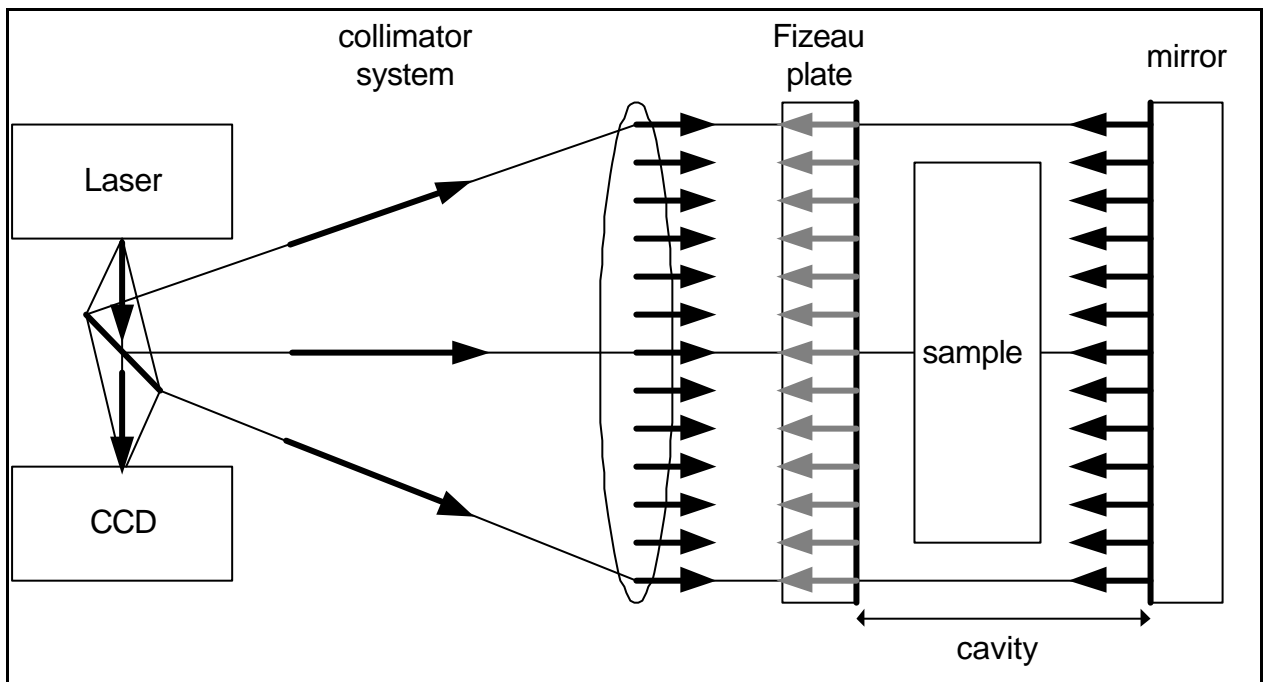 collimator
system
Fizeau
plate
mirror
Laser
sample
CCD
cavity